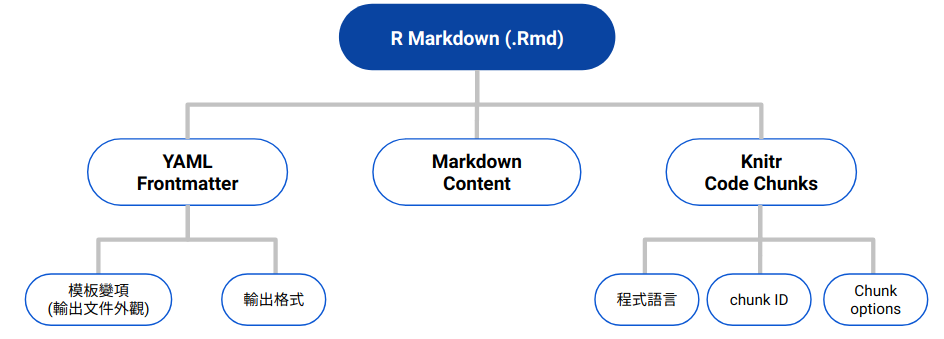 R Markdown (.Rmd)
YAML
Frontmatter
Markdown
Content
Knitr
Code Chunks
模板變項
(輸出文件外觀)
輸出格式
程式語言
chunk ID
Chunk
options